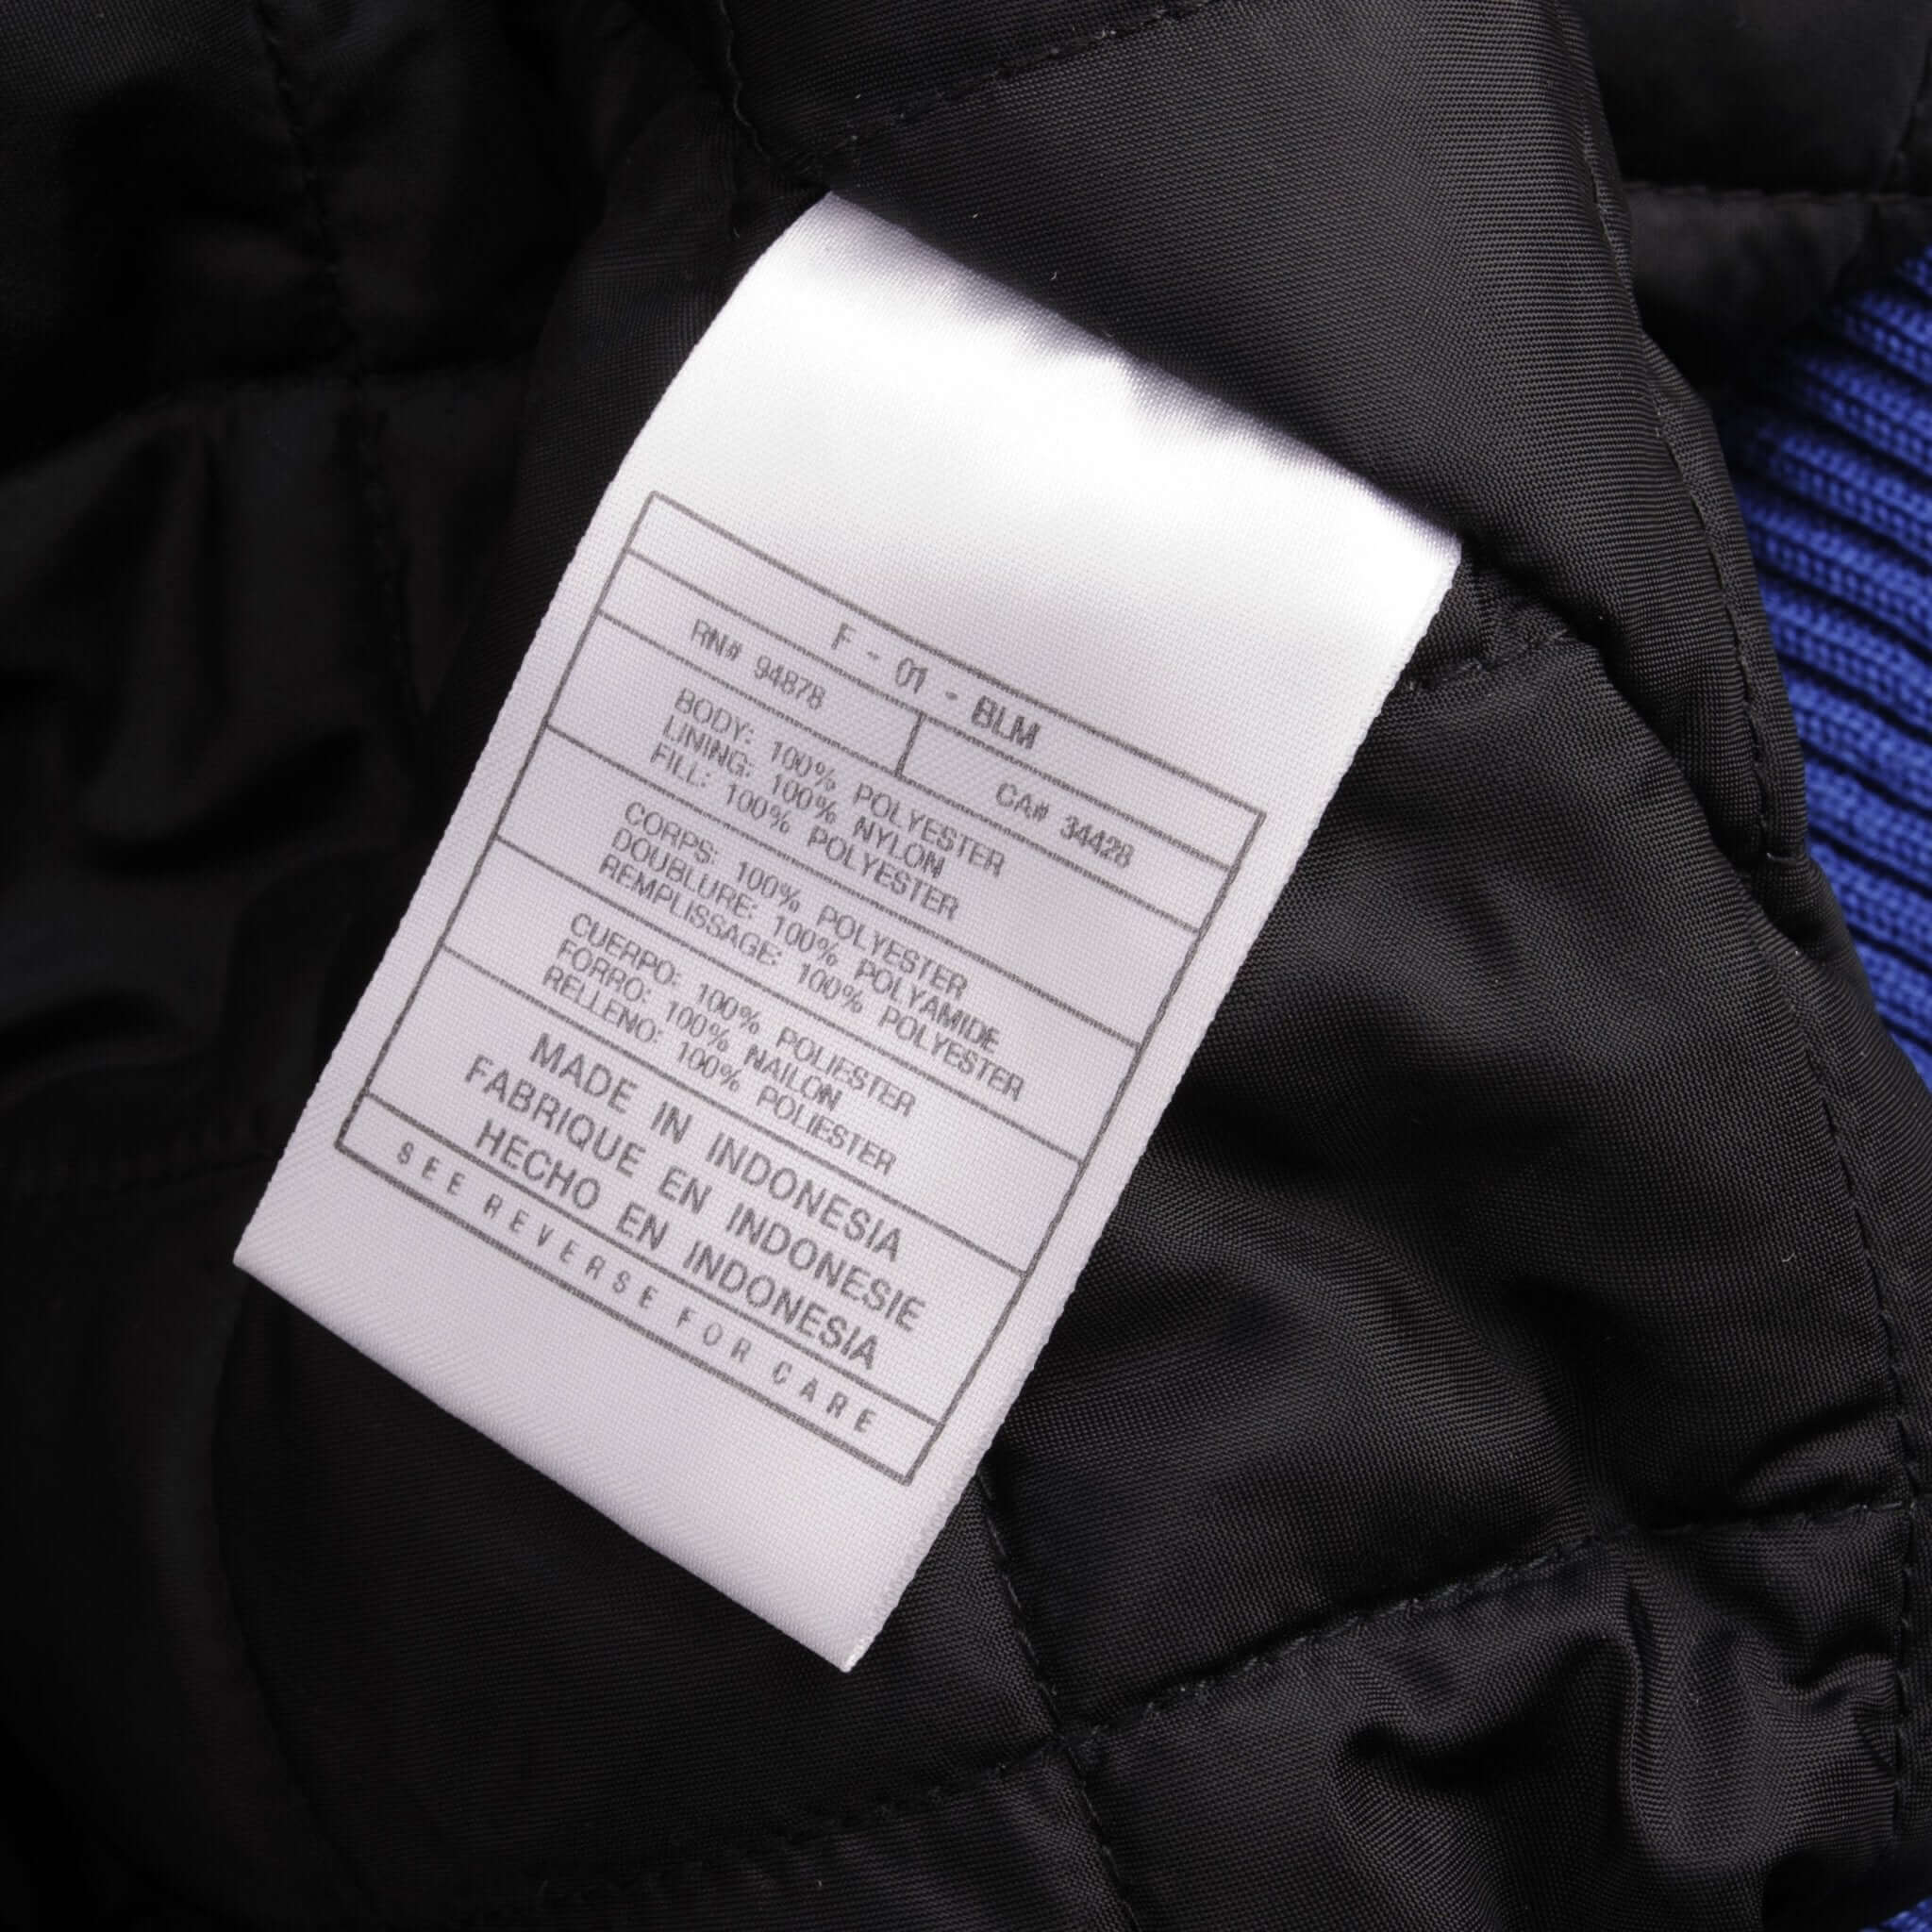 F - 01 - BLM
RN# 94878 CA# 34428
BODY: 100% POLYESTER
LINING: 100% NYLON
FILL: 100% POLYESTER
CORPS: 100% POLYESTER
DOUBLURE: 100% POLYAMIDE
REMPLISSAGE: 100% POLYESTER
CUERPO: 100% POLIESTER
FORRO: 100% NAILON
RELLENO: 100% POLIESTER
MADE IN INDONESIA
FABRIQUE EN INDONESIE
HECHO EN INDONESIA
SEE REVERSE FOR CARE